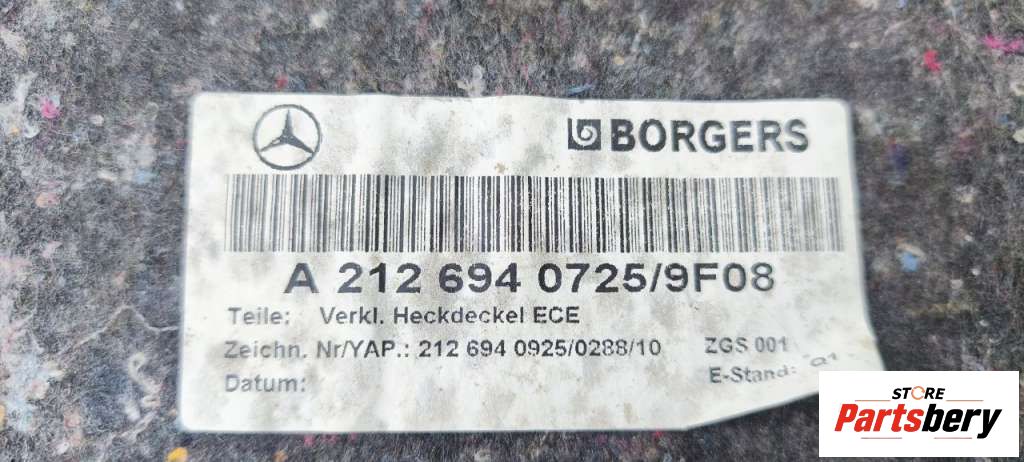 BORGERS
A 212 694 0725/9F08
Teile: Verkl. Heckdeckel ECE
Zeichn. Nr/YAP.: 212 694 0925/0288/10 ZGS 001
Datum: E-Stand:
STORE
Partsbery